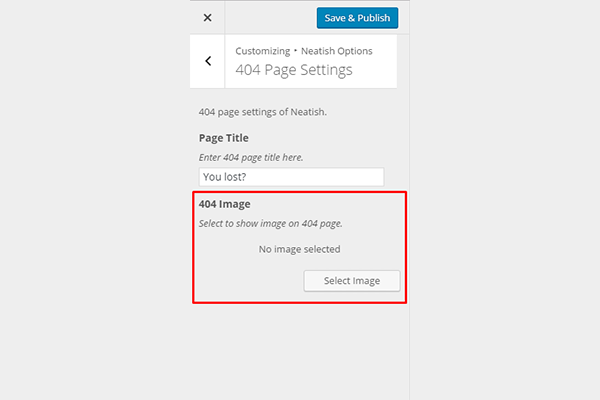 Save & Publish
Customizing • Neatish Options
404 Page Settings
404 page settings of Neatish.
Page Title
Enter 404 page title here.
You lost?
404 Image
Select to show image on 404 page.
No image selected
Select Image